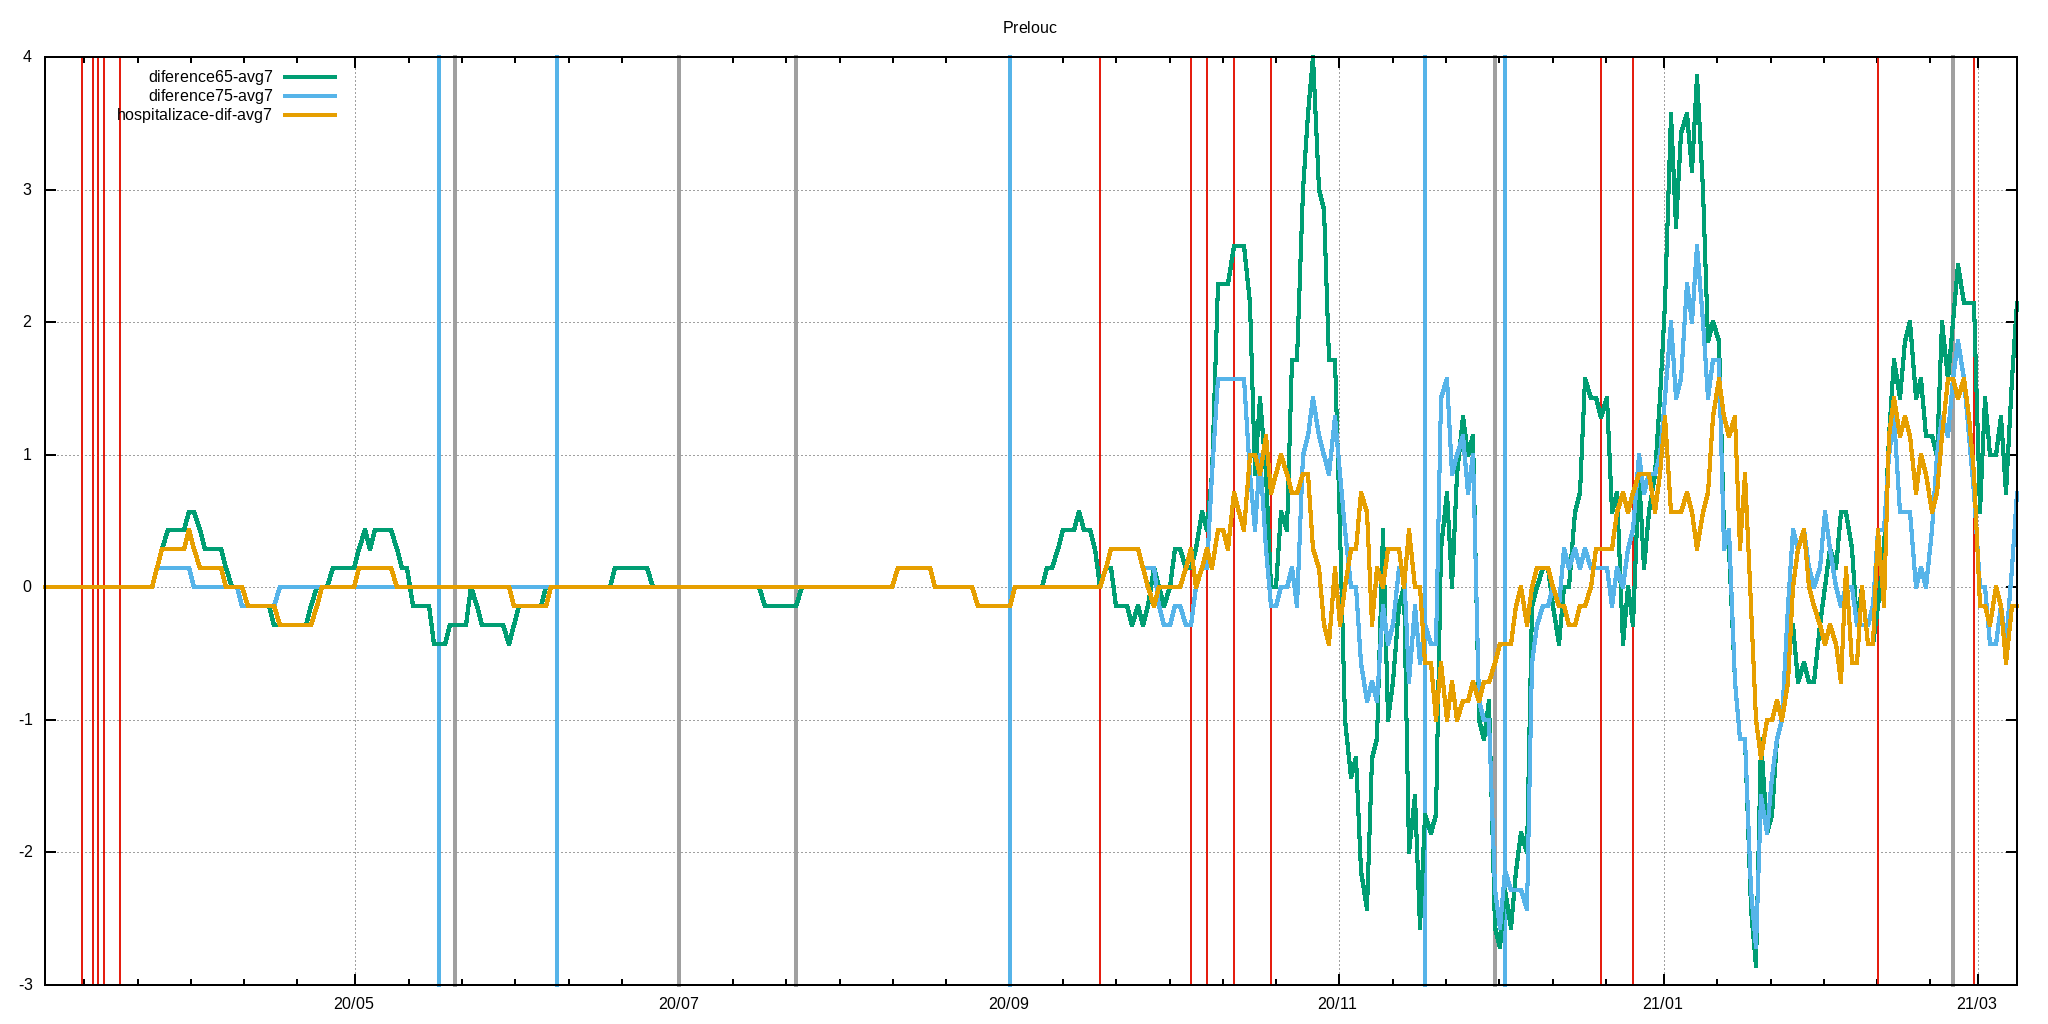 Prelouc
diference65-avg7
diference75-avg7
hospitalizace-dif-avg7
4
3
2
1
0
-1
-2
-3
20/05 20/07 20/09 20/11 21/01 21/03